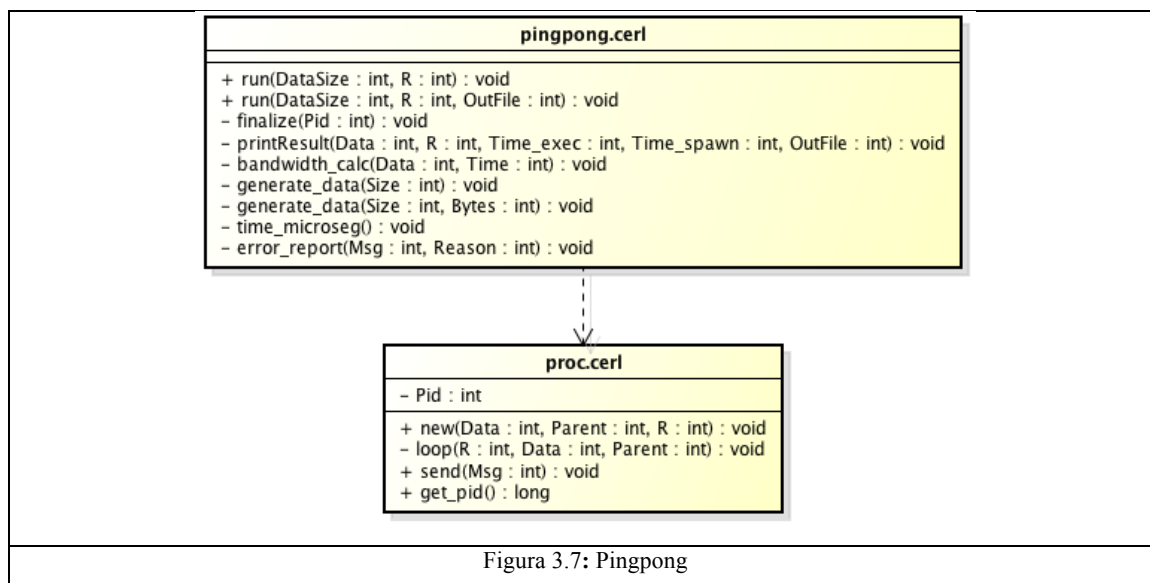 pingpong.cerl
+ run(DataSize : int, R : int) : void
+ run(DataSize : int, R : int, OutFile : int) : void
- finalize(Pid : int) : void
- printResult(Data : int, R : int, Time_exec : int, Time_spawn : int, OutFile : int) : void
- bandwidth_calc(Data : int, Time : int) : void
- generate_data(Size : int) : void
- generate_data(Size : int, Bytes : int) : void
- time_microseg() : void
- error_report(Msg : int, Reason : int) : void
proc.cerl
- Pid : int
+ new(Data : int, Parent : int, R : int) : void
- loop(R : int, Data : int, Parent : int) : void
+ send(Msg : int) : void
+ get_pid() : long
Figura 3.7: Pingpong